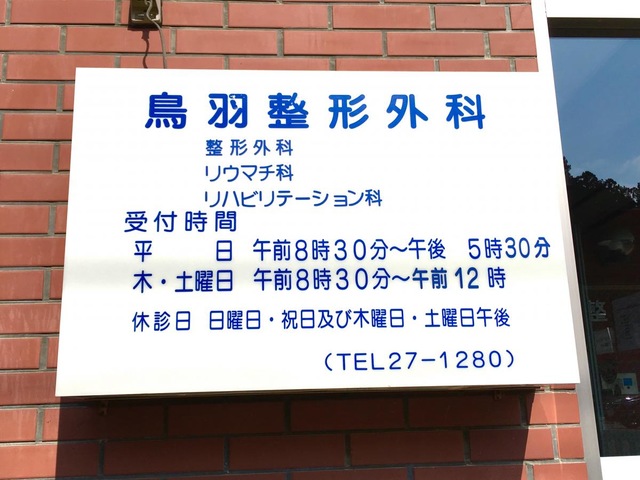 鳥羽整形外科
整形外科
リウマチ科
リハビリテーション科
受付時間
平　日 午前8時30分～午後 5時30分
木・土曜日 午前8時30分～午前12時
休診日 日曜日・祝日及び木曜日・土曜日午後
(TEL27-1280)